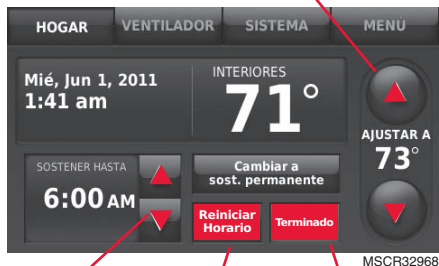 HOGAR VENTILADOR SISTEMA MENÚ
Mié, Jun 1, 2011
1:41 am
INTERIORES
71°
AJUSTAR A
73°
SOSTENER HASTA
6:00 AM
Cambiar a
sost. permanente
Reiniciar
Horario
Terminado
MSCR32968